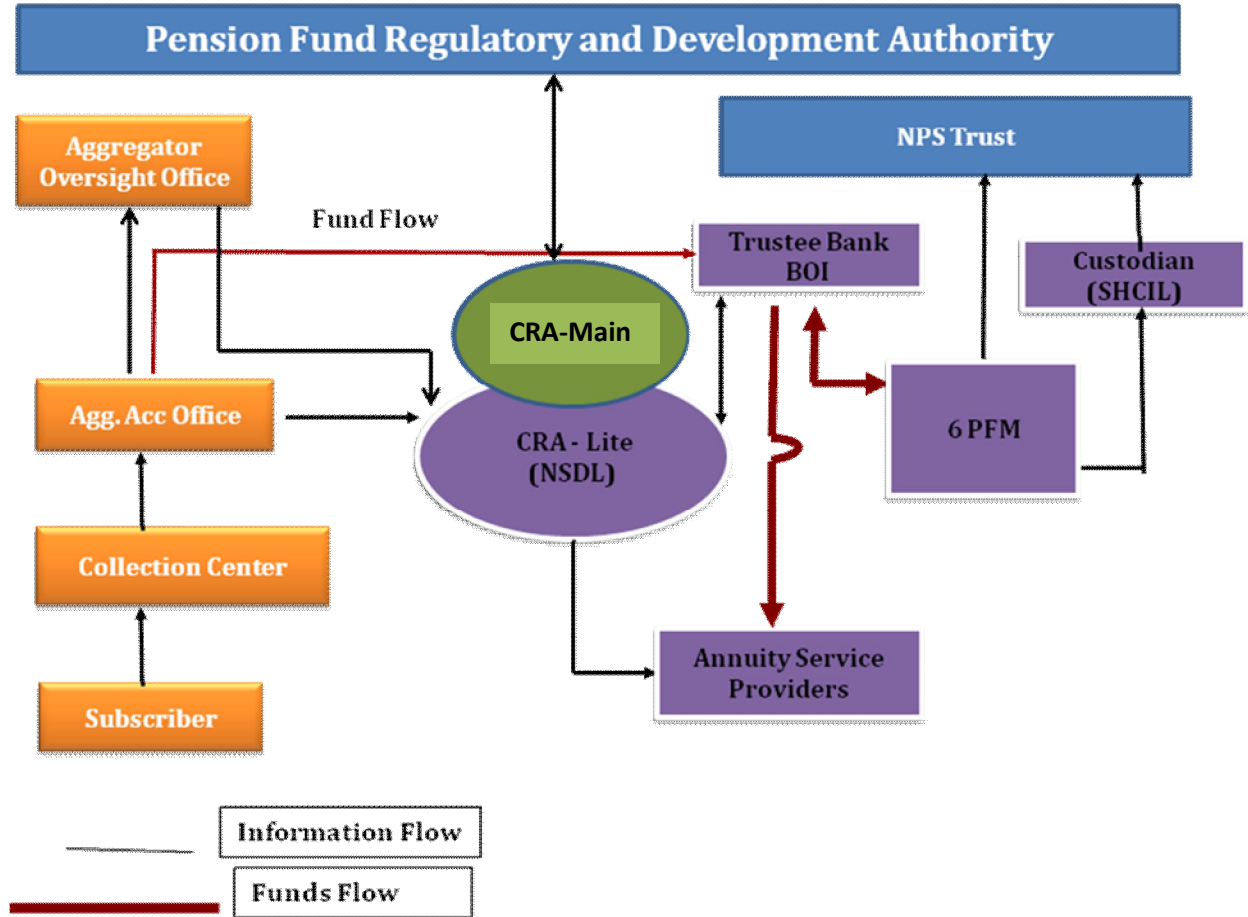 Pension Fund Regulatory and Development Authority
Aggregator
Oversight Office
NPS Trust
Fund Flow
Trustee Bank
BOI
Custodian
(SHCIL)
CRA-Main
Agg. Acc Office
CRA - Lite
(NSDL)
6 PFM
Collection Center
Annuity Service
Providers
Subscriber
Information Flow
Funds Flow